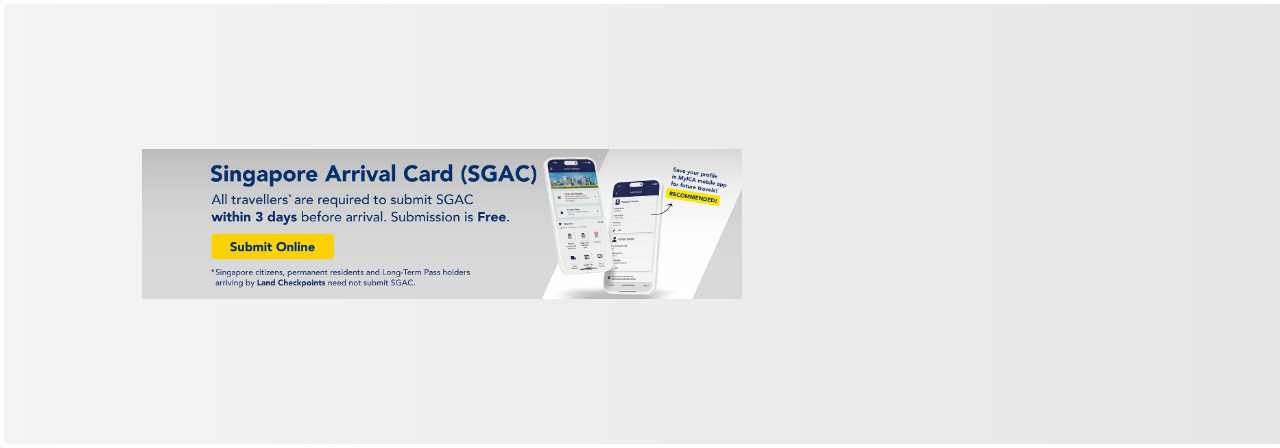 Singapore Arrival Card (SGAC)
All travellers* are required to submit SGAC
within 3 days before arrival. Submission is Free.
Submit Online
*Singapore citizens, permanent residents and Long-Term Pass holders
arriving by Land Checkpoints need not submit SGAC.
Save your profile
in MyICA mobile app
for future travels!
RECOMMENDED!